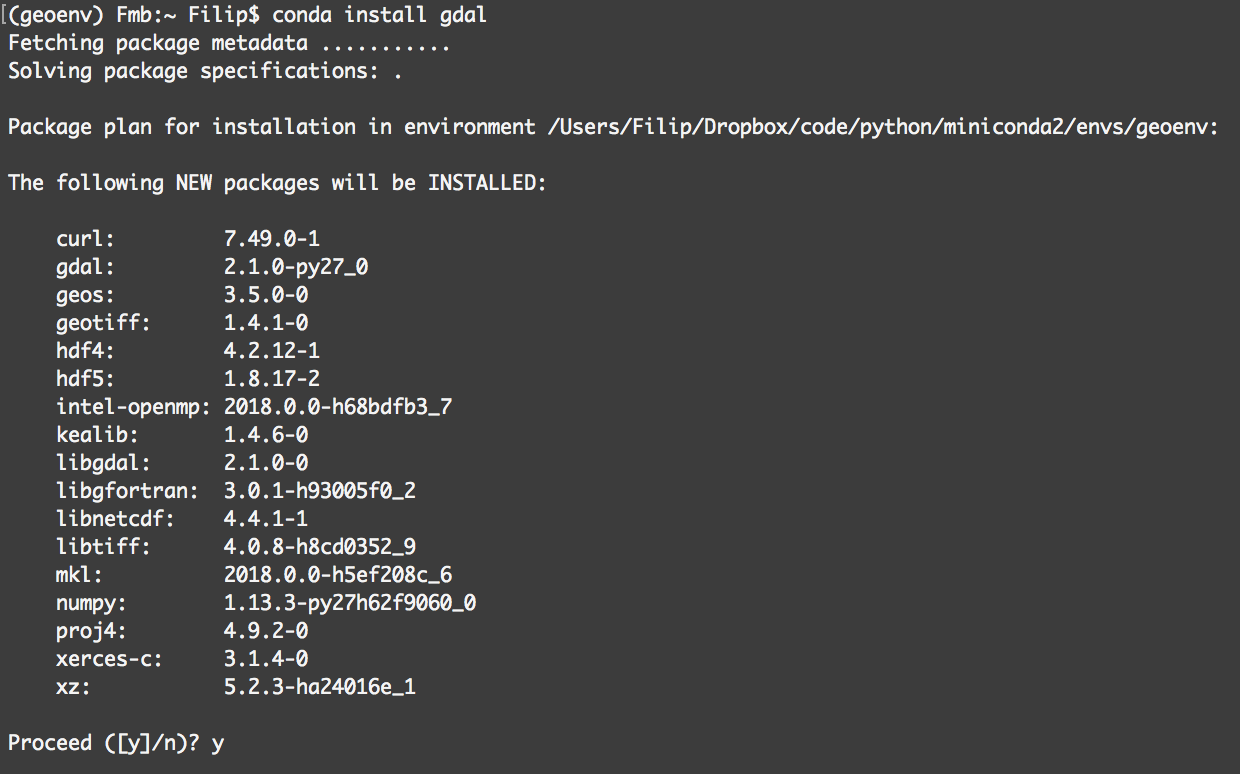 [(geoenv) Fmb:~ Filip$ conda install gdal
Fetching package metadata ...........
Solving package specifications: .
Package plan for installation in environment /Users/Filip/Dropbox/code/python/miniconda2/envs/geoenv:
The following NEW packages will be INSTALLED:
curl: 7.49.0-1
gdal: 2.1.0-py27_0
geos: 3.5.0-0
geotiff: 1.4.1-0
hdf4: 4.2.12-1
hdf5: 1.8.17-2
intel-openmp: 2018.0.0-h68bdfb3_7
kealib: 1.4.6-0
libgdal: 2.1.0-0
libgfortran: 3.0.1-h93005f0_2
libnetcdf: 4.4.1-1
libtiff: 4.0.8-h8cd0352_9
mkl: 2018.0.0-h5ef208c_6
numpy: 1.13.3-py27h62f9060_0
proj4: 4.9.2-0
xerces-c: 3.1.4-0
xz: 5.2.3-ha24016e_1
Proceed ([y]/n)? y